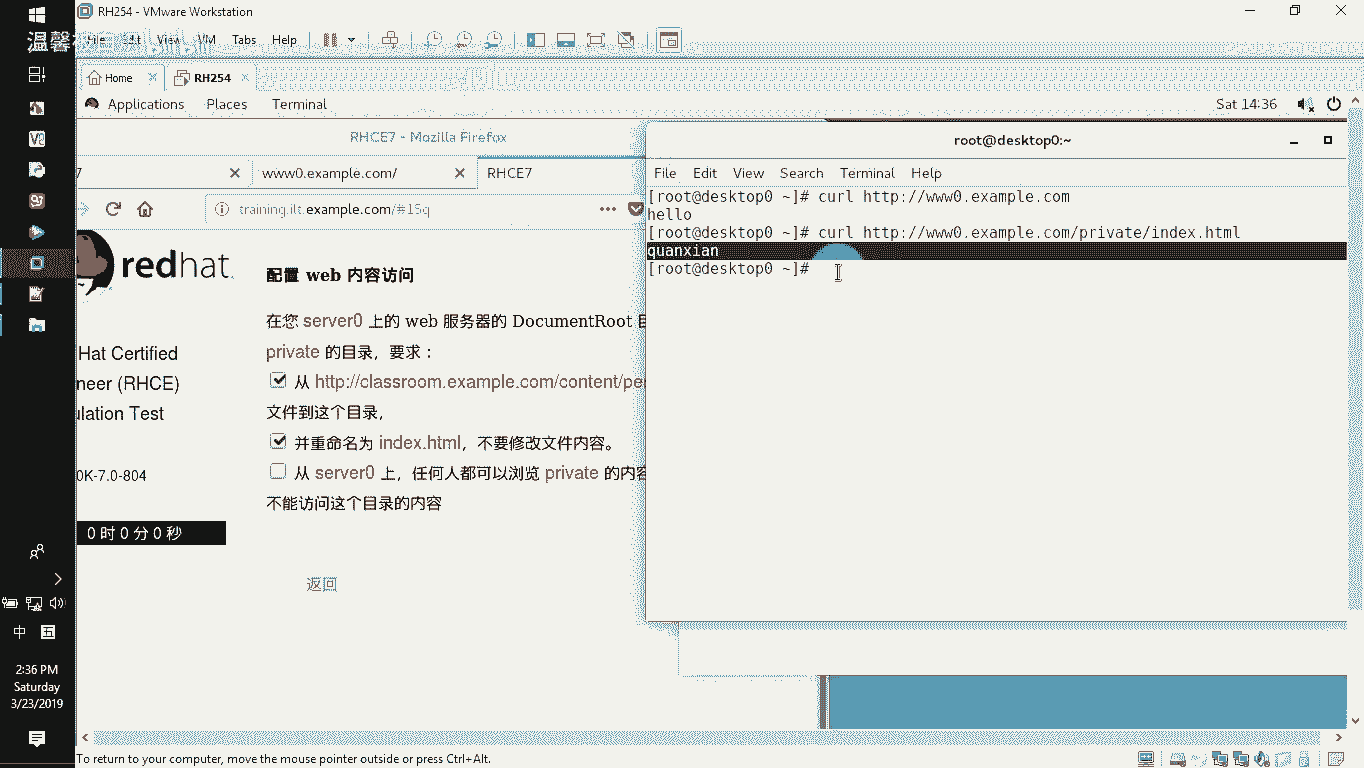 RH254 - VMware Workstation
温馨
File Edit View VM Tabs Help
Home RH254
Applications Places Terminal Sat 14:36
RHCE7 - Mozilla Firefox
7 www0.example.com/ RHCE7
training.ilt.example.com/#15q
redhat.
Hat Certified
neer (RHCE)
ulation Test
0K-7.0-804
0 时 0 分 0 秒
配置 web 内容访问
在您 server0 上的 web 服务器的 DocumentRoot
private 的目录，要求：
从 http://classroom.example.com/content/per
文件到这个目录，
并重命名为 index.html，不要修改文件内容。
从 server0 上，任何人都可以浏览 private 的内容
不能访问这个目录的内容
返回
root@desktop0:~
File Edit View Search Terminal Help
[root@desktop0 ~]# curl http://www0.example.com
hello
[root@desktop0 ~]# curl http://www0.example.com/private/index.html
quanxian
[root@desktop0 ~]#
中 五
2:36 PM
Saturday
3/23/2019
To return to your computer, move the mouse pointer outside or press Ctrl+Alt.